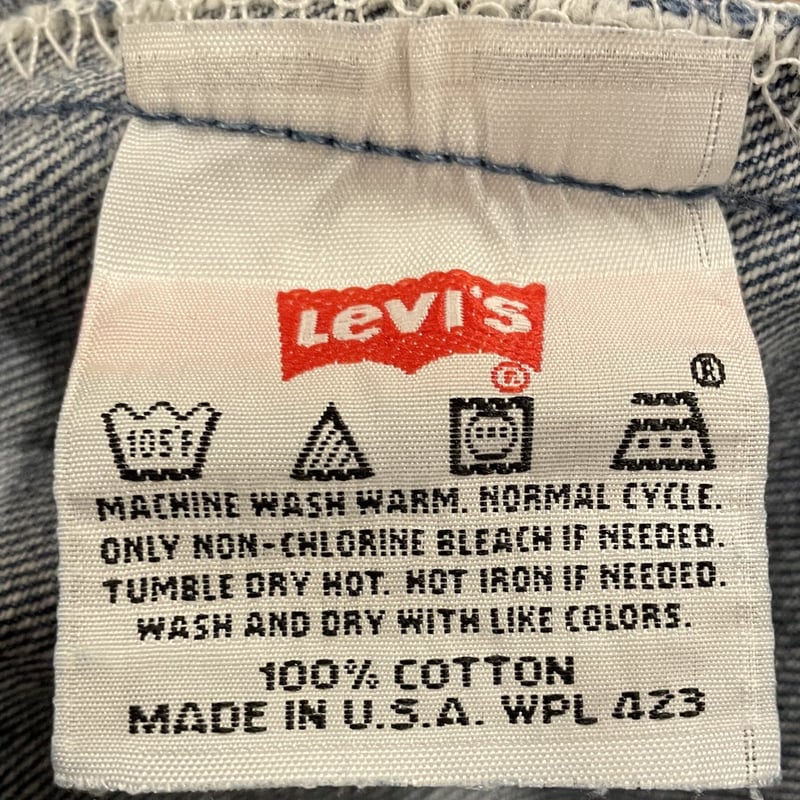 Levi's
®
®
105°F
MACHINE WASH WARM. NORMAL CYCLE.
ONLY NON-CHLORINE BLEACH IF NEEDED.
TUMBLE DRY HOT. HOT IRON IF NEEDED.
WASH AND DRY WITH LIKE COLORS.
100% COTTON
MADE IN U.S.A. WPL 423